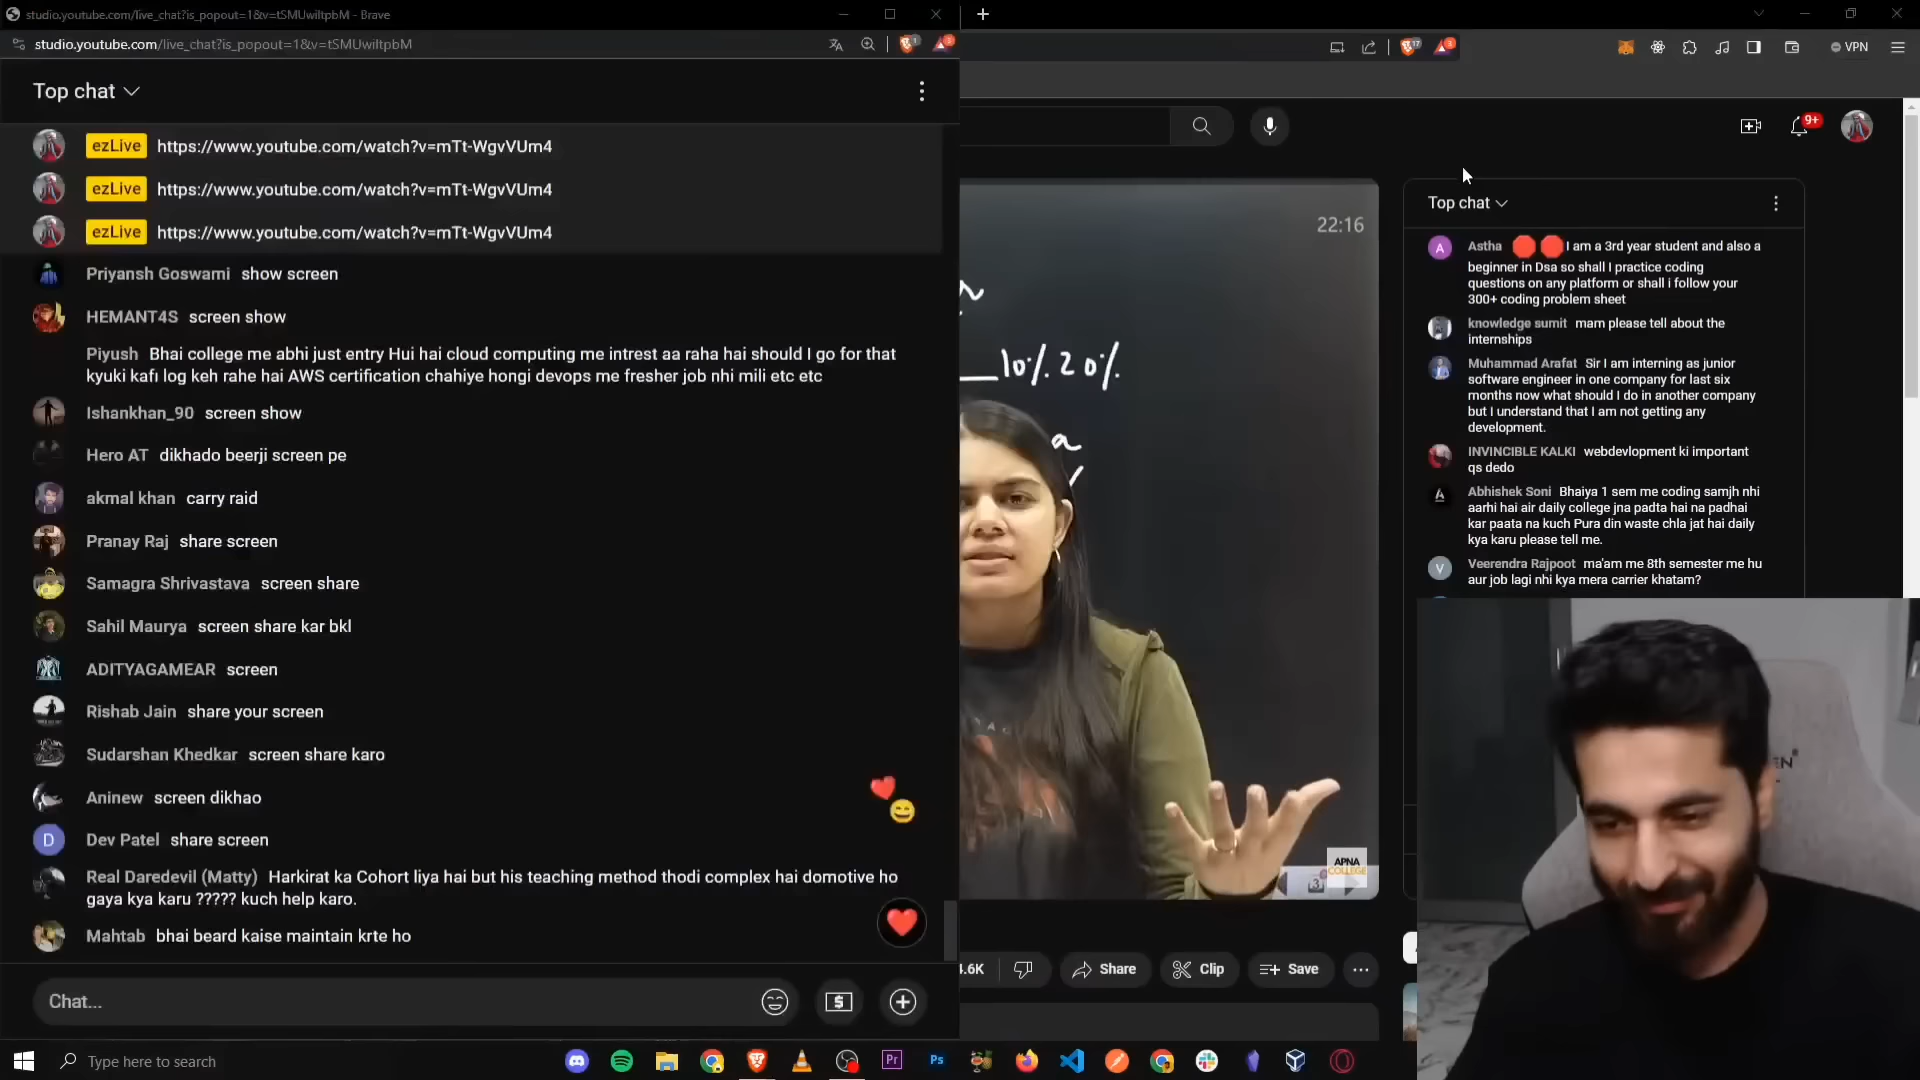 studio.youtube.com/live_chat?is_popout=1&v=tSMUwiItpbM - Brave
studio.youtube.com/live_chat?is_popout=1&v=tSMUwiItpbM
VPN
Top chat
ezLive https://www.youtube.com/watch?v=mTt-WgvVUm4
ezLive https://www.youtube.com/watch?v=mTt-WgvVUm4
ezLive https://www.youtube.com/watch?v=mTt-WgvVUm4
Priyansh Goswami show screen
HEMANT4S screen show
Piyush Bhai college me abhi just entry Hui hai cloud computing me intrest aa raha hai should I go for that
kyuki kafi log keh rahe hai AWS certification chahiye hongi devops me fresher job nhi mili etc etc
Ishankhan_90 screen show
Hero AT dikhado beerji screen pe
akmal khan carry raid
Pranay Raj share screen
Samagra Shrivastava screen share
Sahil Maurya screen share kar bkl
ADITYAGAMEAR screen
Rishab Jain share your screen
Sudarshan Khedkar screen share karo
Aninew screen dikhao
D Dev Patel share screen
Real Daredevil (Matty) Harkirat ka Cohort liya hai but his teaching method thodi complex hai domotive ho
gaya kya karu ????? kuch help karo.
Mahtab bhai beard kaise maintain krte ho
Chat...
9+
22:16
10% 20%
APNA
COLLEGE
4.6K
Share
Clip
Save
Top chat
A Astha I am a 3rd year student and also a
beginner in Dsa so shall I practice coding
questions on any platform or shall i follow your
300+ coding problem sheet
knowledge sumit mam please tell about the
internships
Muhammad Arafat Sir I am interning as junior
software engineer in one company for last six
months now what should I do in another company
but I understand that I am not getting any
development.
INVINCIBLE KALKI webdevlopment ki important
qs dedo
Abhishek Soni Bhaiya 1 sem me coding samjh nhi
aarhi hai air daily college jna padta hai na padhai
kar paata na kuch Pura din waste chla jat hai daily
kya karu please tell me.
V Veerendra Rajpoot ma'am me 8th semester me hu
aur job lagi nhi kya mera carrier khatam?
Type here to search
Pr
Ps